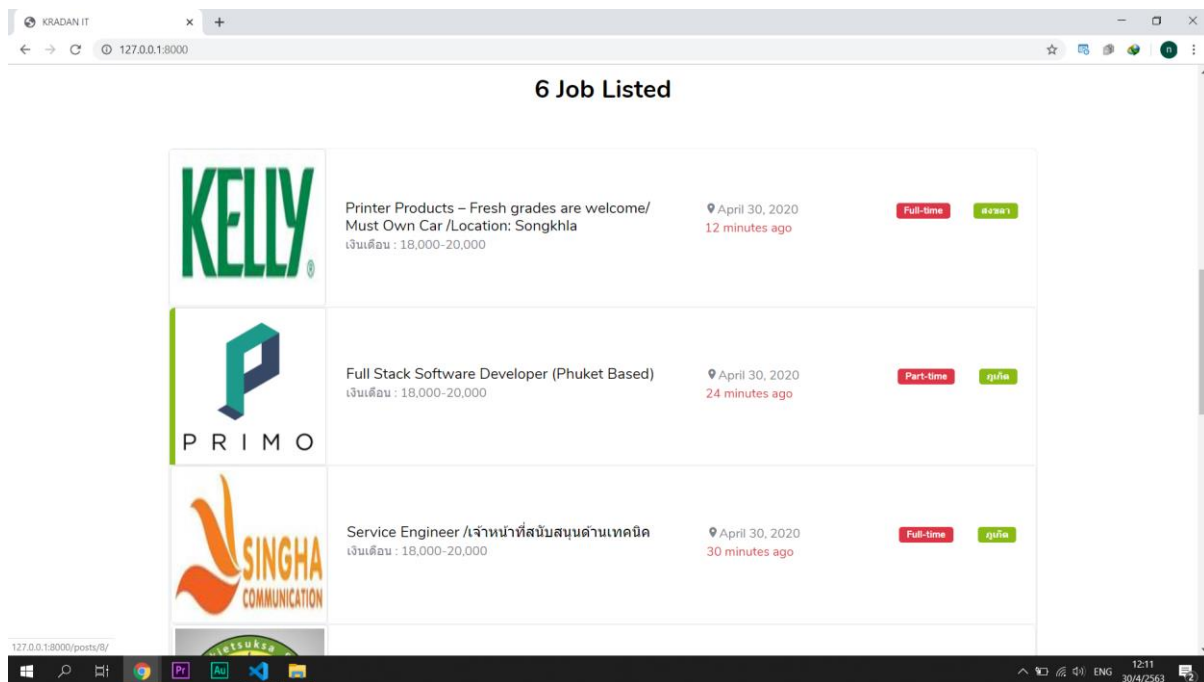 KRADAN IT
127.0.0.1:8000
n
6 Job Listed
KELLY®
Printer Products – Fresh grades are welcome/
Must Own Car /Location: Songkhla
เงินเดือน : 18,000-20,000
April 30, 2020
12 minutes ago
Full-time
สงขลา
PRIMO
Full Stack Software Developer (Phuket Based)
เงินเดือน : 18,000-20,000
April 30, 2020
24 minutes ago
Part-time
ภูเก็ต
SINGHA
COMMUNICATION
Service Engineer /เจ้าหน้าที่สนับสนุนด้านเทคนิค
เงินเดือน : 18,000-20,000
April 30, 2020
30 minutes ago
Full-time
ภูเก็ต
127.0.0.1:8000/posts/8/
Pr
Au
ENG
12:11
30/4/2563